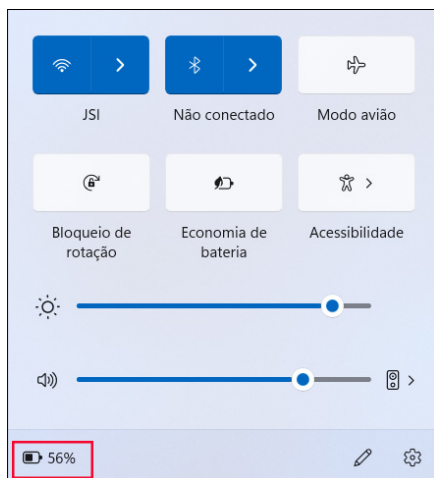 JSI
Não conectado
Modo avião
Bloqueio de
rotação
Economia de
bateria
Acessibilidade
56%